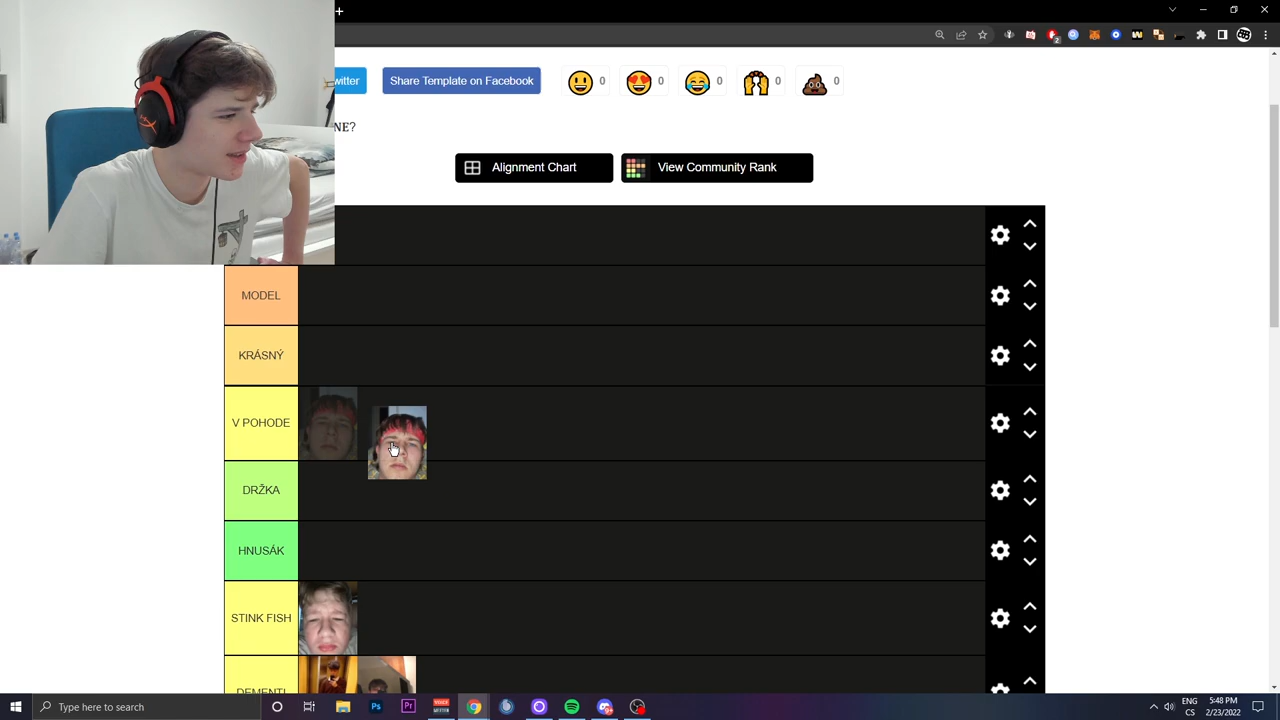 witter
Share Template on Facebook
0
0
0
0
0
NE?
Alignment Chart
View Community Rank
MODEL
KRÁSNÝ
V POHODE
DRŽKA
HNUSÁK
STINK FISH
DEMENTI
Type here to search
ENG
CS
5:48 PM
2/23/2022